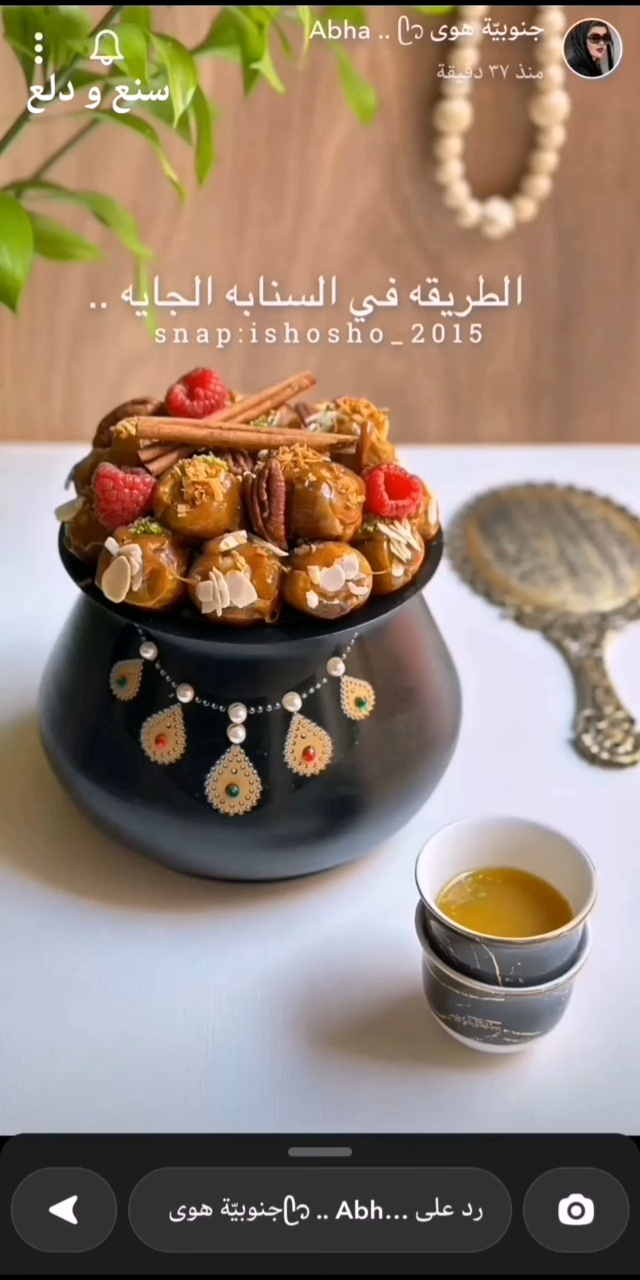 جنوبيّة هوى ღ .. Abha
منذ ٣٧ دقيقة
سنع و دلع
الطريقه في السنابه الجايه ..
snap:ishosho_2015
رد على جنوبيّة هوى ღ .. Abh...